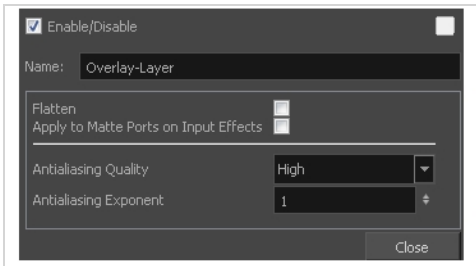 Enable/Disable
Name: Overlay-Layer
Flatten
Apply to Matte Ports on Input Effects
Antialiasing Quality High
Antialiasing Exponent 1
Close